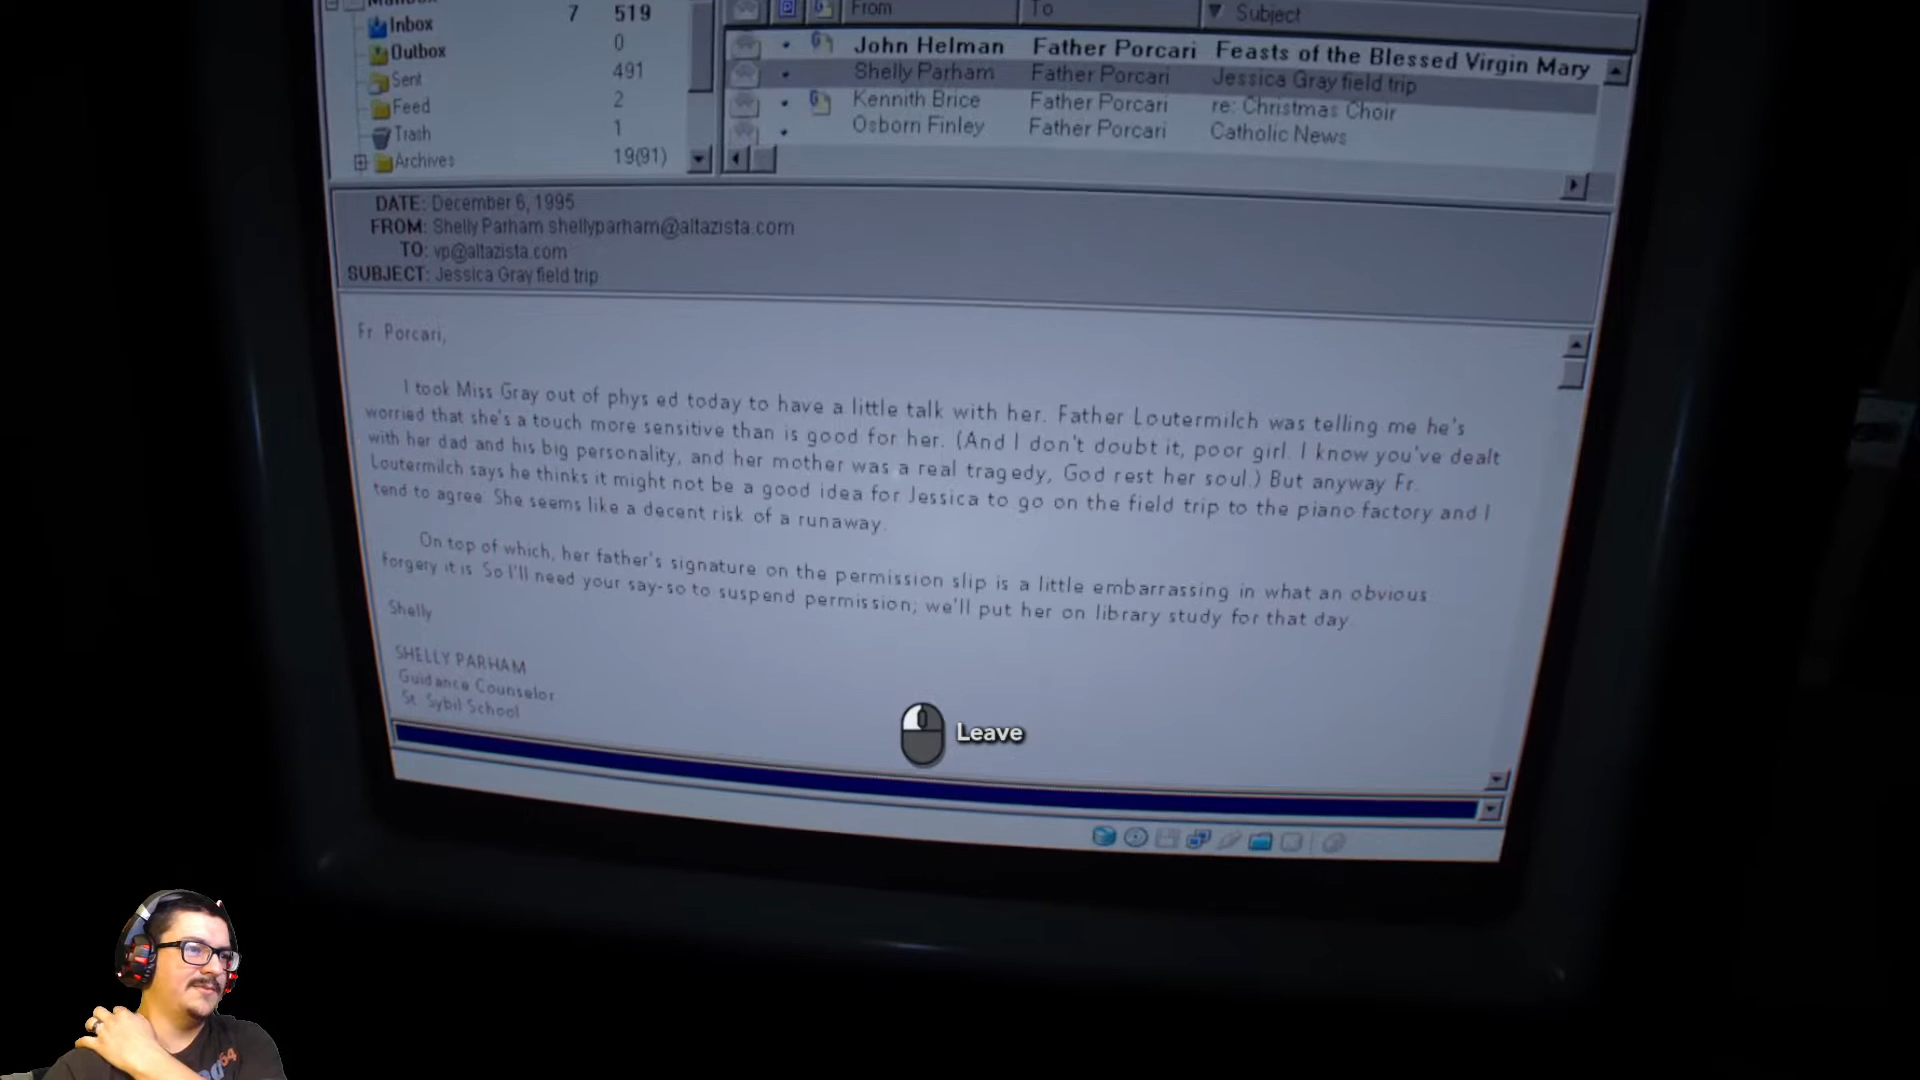 Inbox 7 519
Outbox 0
Sent 491
Feed 2
Trash 1
Archives 19(91)
From To Subject
John Helman Father Porcari Feasts of the Blessed Virgin Mary
Shelly Parham Father Porcari Jessica Gray field trip
Kennith Brice Father Porcari re: Christmas Choir
Osborn Finley Father Porcari Catholic News
DATE: December 6, 1995
FROM: Shelly Parham shellyparham@altazista.com
TO: vp@altazista.com
SUBJECT: Jessica Gray field trip
Fr Porcari,
I took Miss Gray out of phys ed today to have a little talk with her. Father Loutermilch was telling me he's
worried that she's a touch more sensitive than is good for her. (And I don't doubt it, poor girl. I know you've dealt
with her dad and his big personality, and her mother was a real tragedy, God rest her soul.) But anyway Fr.
Loutermilch says he thinks it might not be a good idea for Jessica to go on the field trip to the piano factory and I
tend to agree. She seems like a decent risk of a runaway.
On top of which, her father's signature on the permission slip is a little embarrassing in what an obvious
forgery it is. So I'll need your say-so to suspend permission; we'll put her on library study for that day.
Shelly
SHELLY PARHAM
Guidance Counselor
St. Sybil School
Leave
64